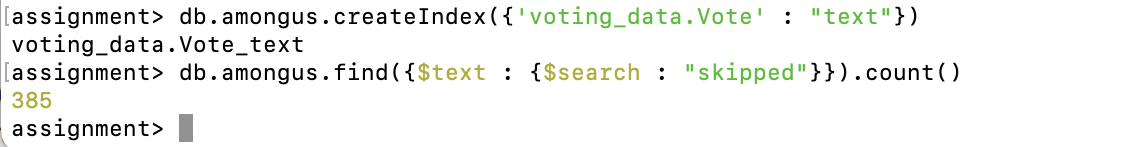 [assignment> db.amongus.createIndex({'voting_data.Vote' : "text"})
voting_data.Vote_text
[assignment> db.amongus.find({$text : {$search : "skipped"}}).count()
385
assignment>